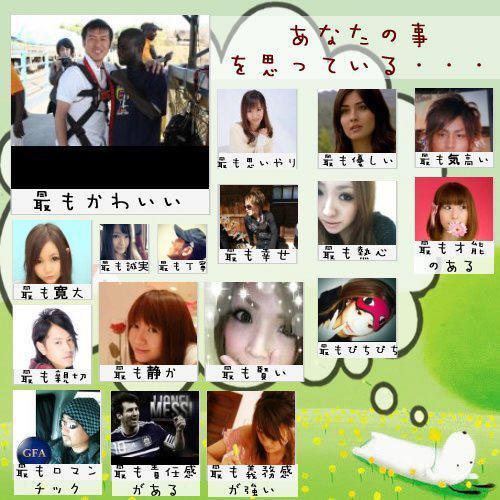 あなたの事
を思っている・・・
最もかわいい
最も思いやり
最も優しい
最も気高い
最も寛大
最も誠実
最も丁寧
最も幸せ
最も熱心
最も才能
のある
最も親切
最も静か
最も賢い
最もぴちぴち
GFA
最もロマン
チック
LIONEL
MESSI
10
最も責任感
がある
最も義務感
が強い